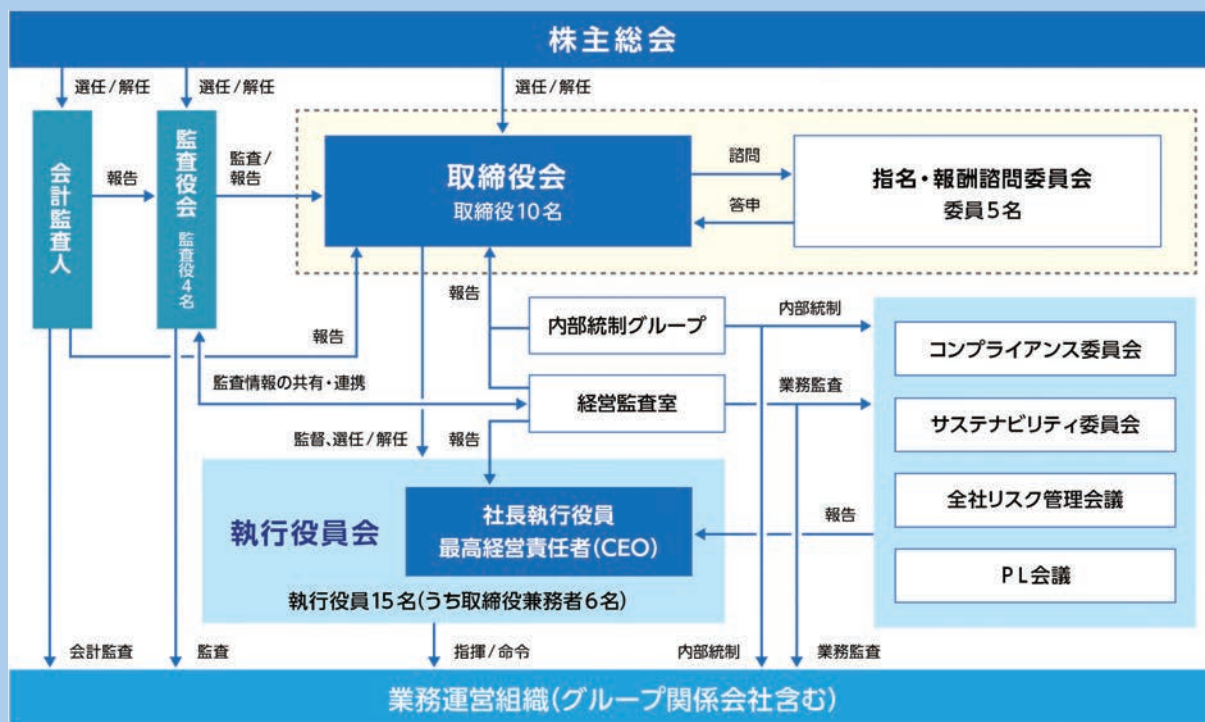 株主総会
選任/解任
選任/解任
選任/解任
会計監査人
報告
監査役会 監査役4名
監査/
報告
取締役会
取締役10名
諮問
答申
指名・報酬諮問委員会
委員5名
報告
報告
内部統制グループ
内部統制
監査情報の共有・連携
経営監査室
業務監査
コンプライアンス委員会
サステナビリティ委員会
全社リスク管理会議
PL会議
監督、選任/解任
報告
執行役員会
社長執行役員
最高経営責任者(CEO)
報告
執行役員15名(うち取締役兼務者6名)
会計監査
監査
指揮/命令
内部統制
業務監査
業務運営組織(グループ関係会社含む)